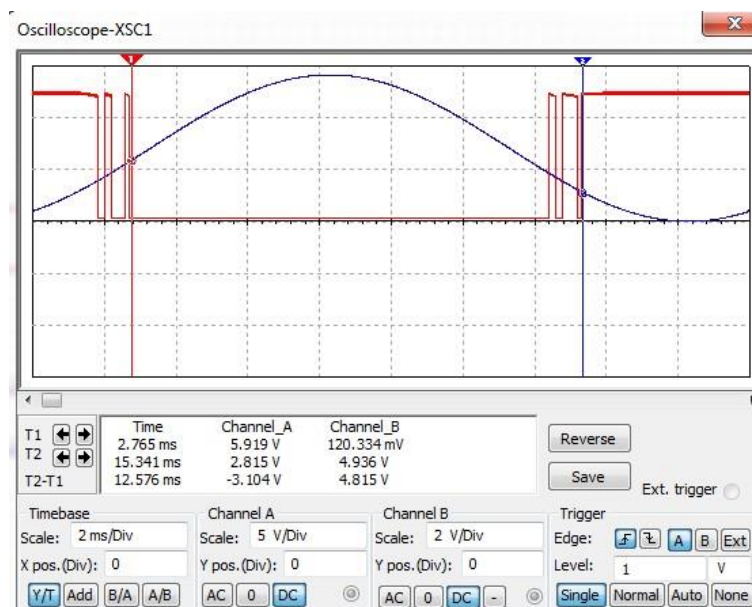 Oscilloscope-XSC1
x
1
2
T1
T2
T2-T1
Time Channel_A Channel_B
2.765 ms 5.919 V 120.334 mV
15.341 ms 2.815 V 4.936 V
12.576 ms -3.104 V 4.815 V
Reverse
Save
Ext. trigger
Timebase
Scale: 2 ms/Div
X pos.(Div): 0
Y/T Add B/A A/B
Channel A
Scale: 5 V/Div
Y pos.(Div): 0
AC 0 DC
Channel B
Scale: 2 V/Div
Y pos.(Div): 0
AC 0 DC -
Trigger
Edge: A B Ext
Level: 1 V
Single Normal Auto None